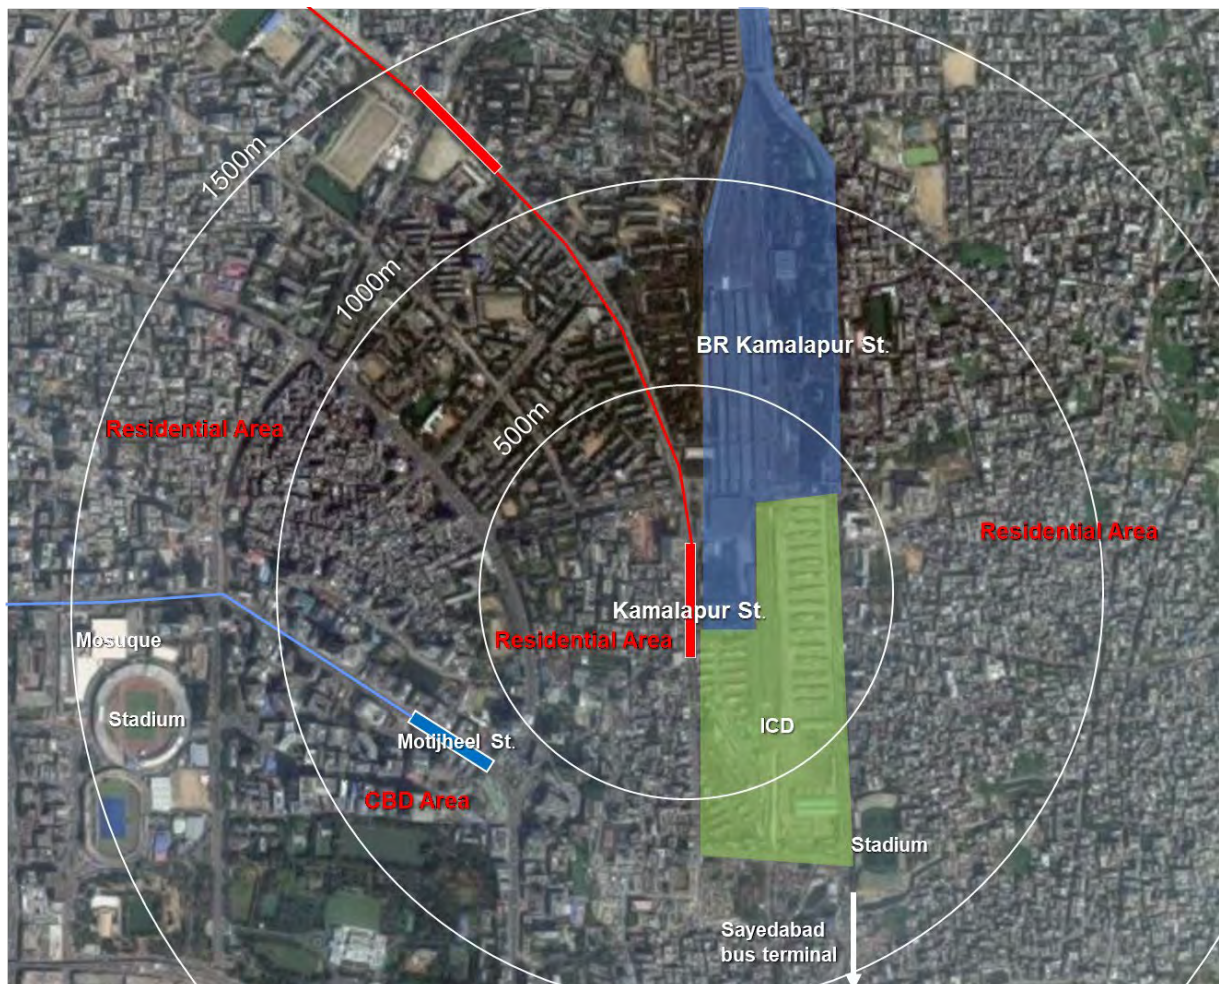 1500m
1000m
BR Kamalapur St.
500m
Residential Area
Residential Area
Kamalapur St.
Residential Area
Mosuque
Stadium
ICD
Motijheel St.
CBD Area
Stadium
Sayedabad
bus terminal